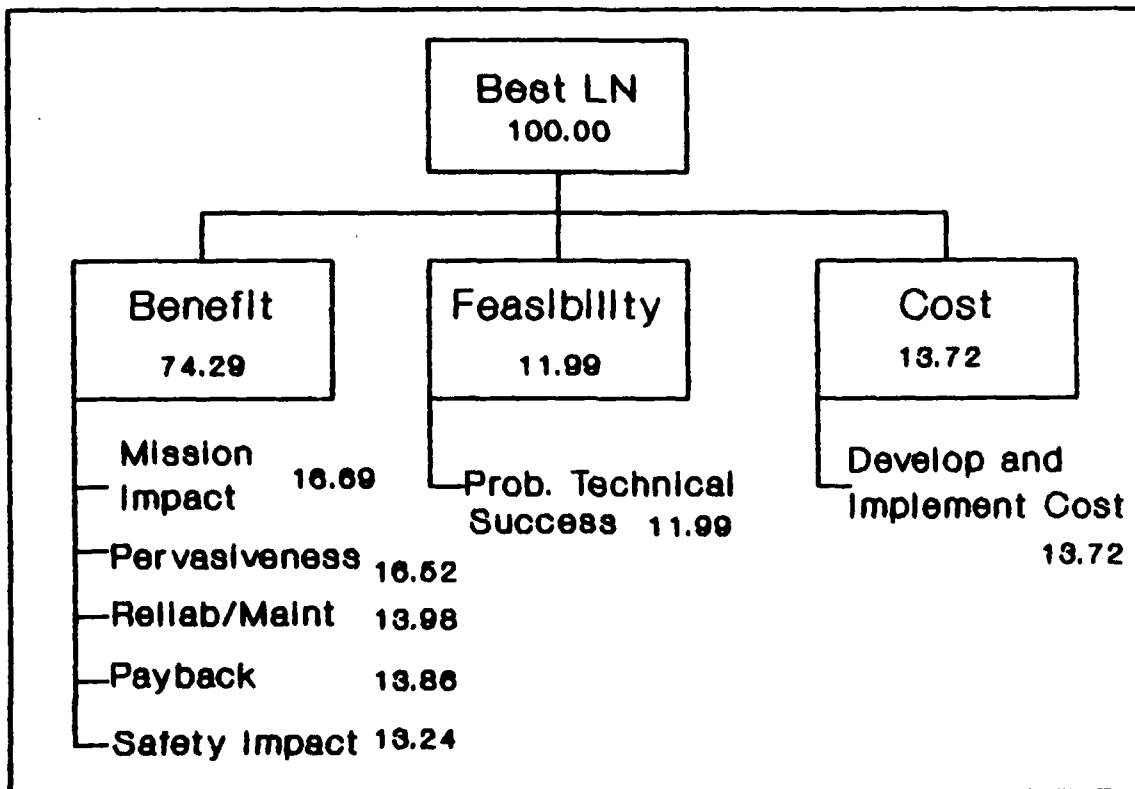 Best LN
100.00
Benefit
74.29
Feasibility
11.99
Cost
13.72
Mission
Impact 16.69
Pervasiveness 16.52
Reliab/Maint 13.98
Payback 13.86
Safety Impact 13.24
Prob. Technical
Success 11.99
Develop and
Implement Cost
13.72